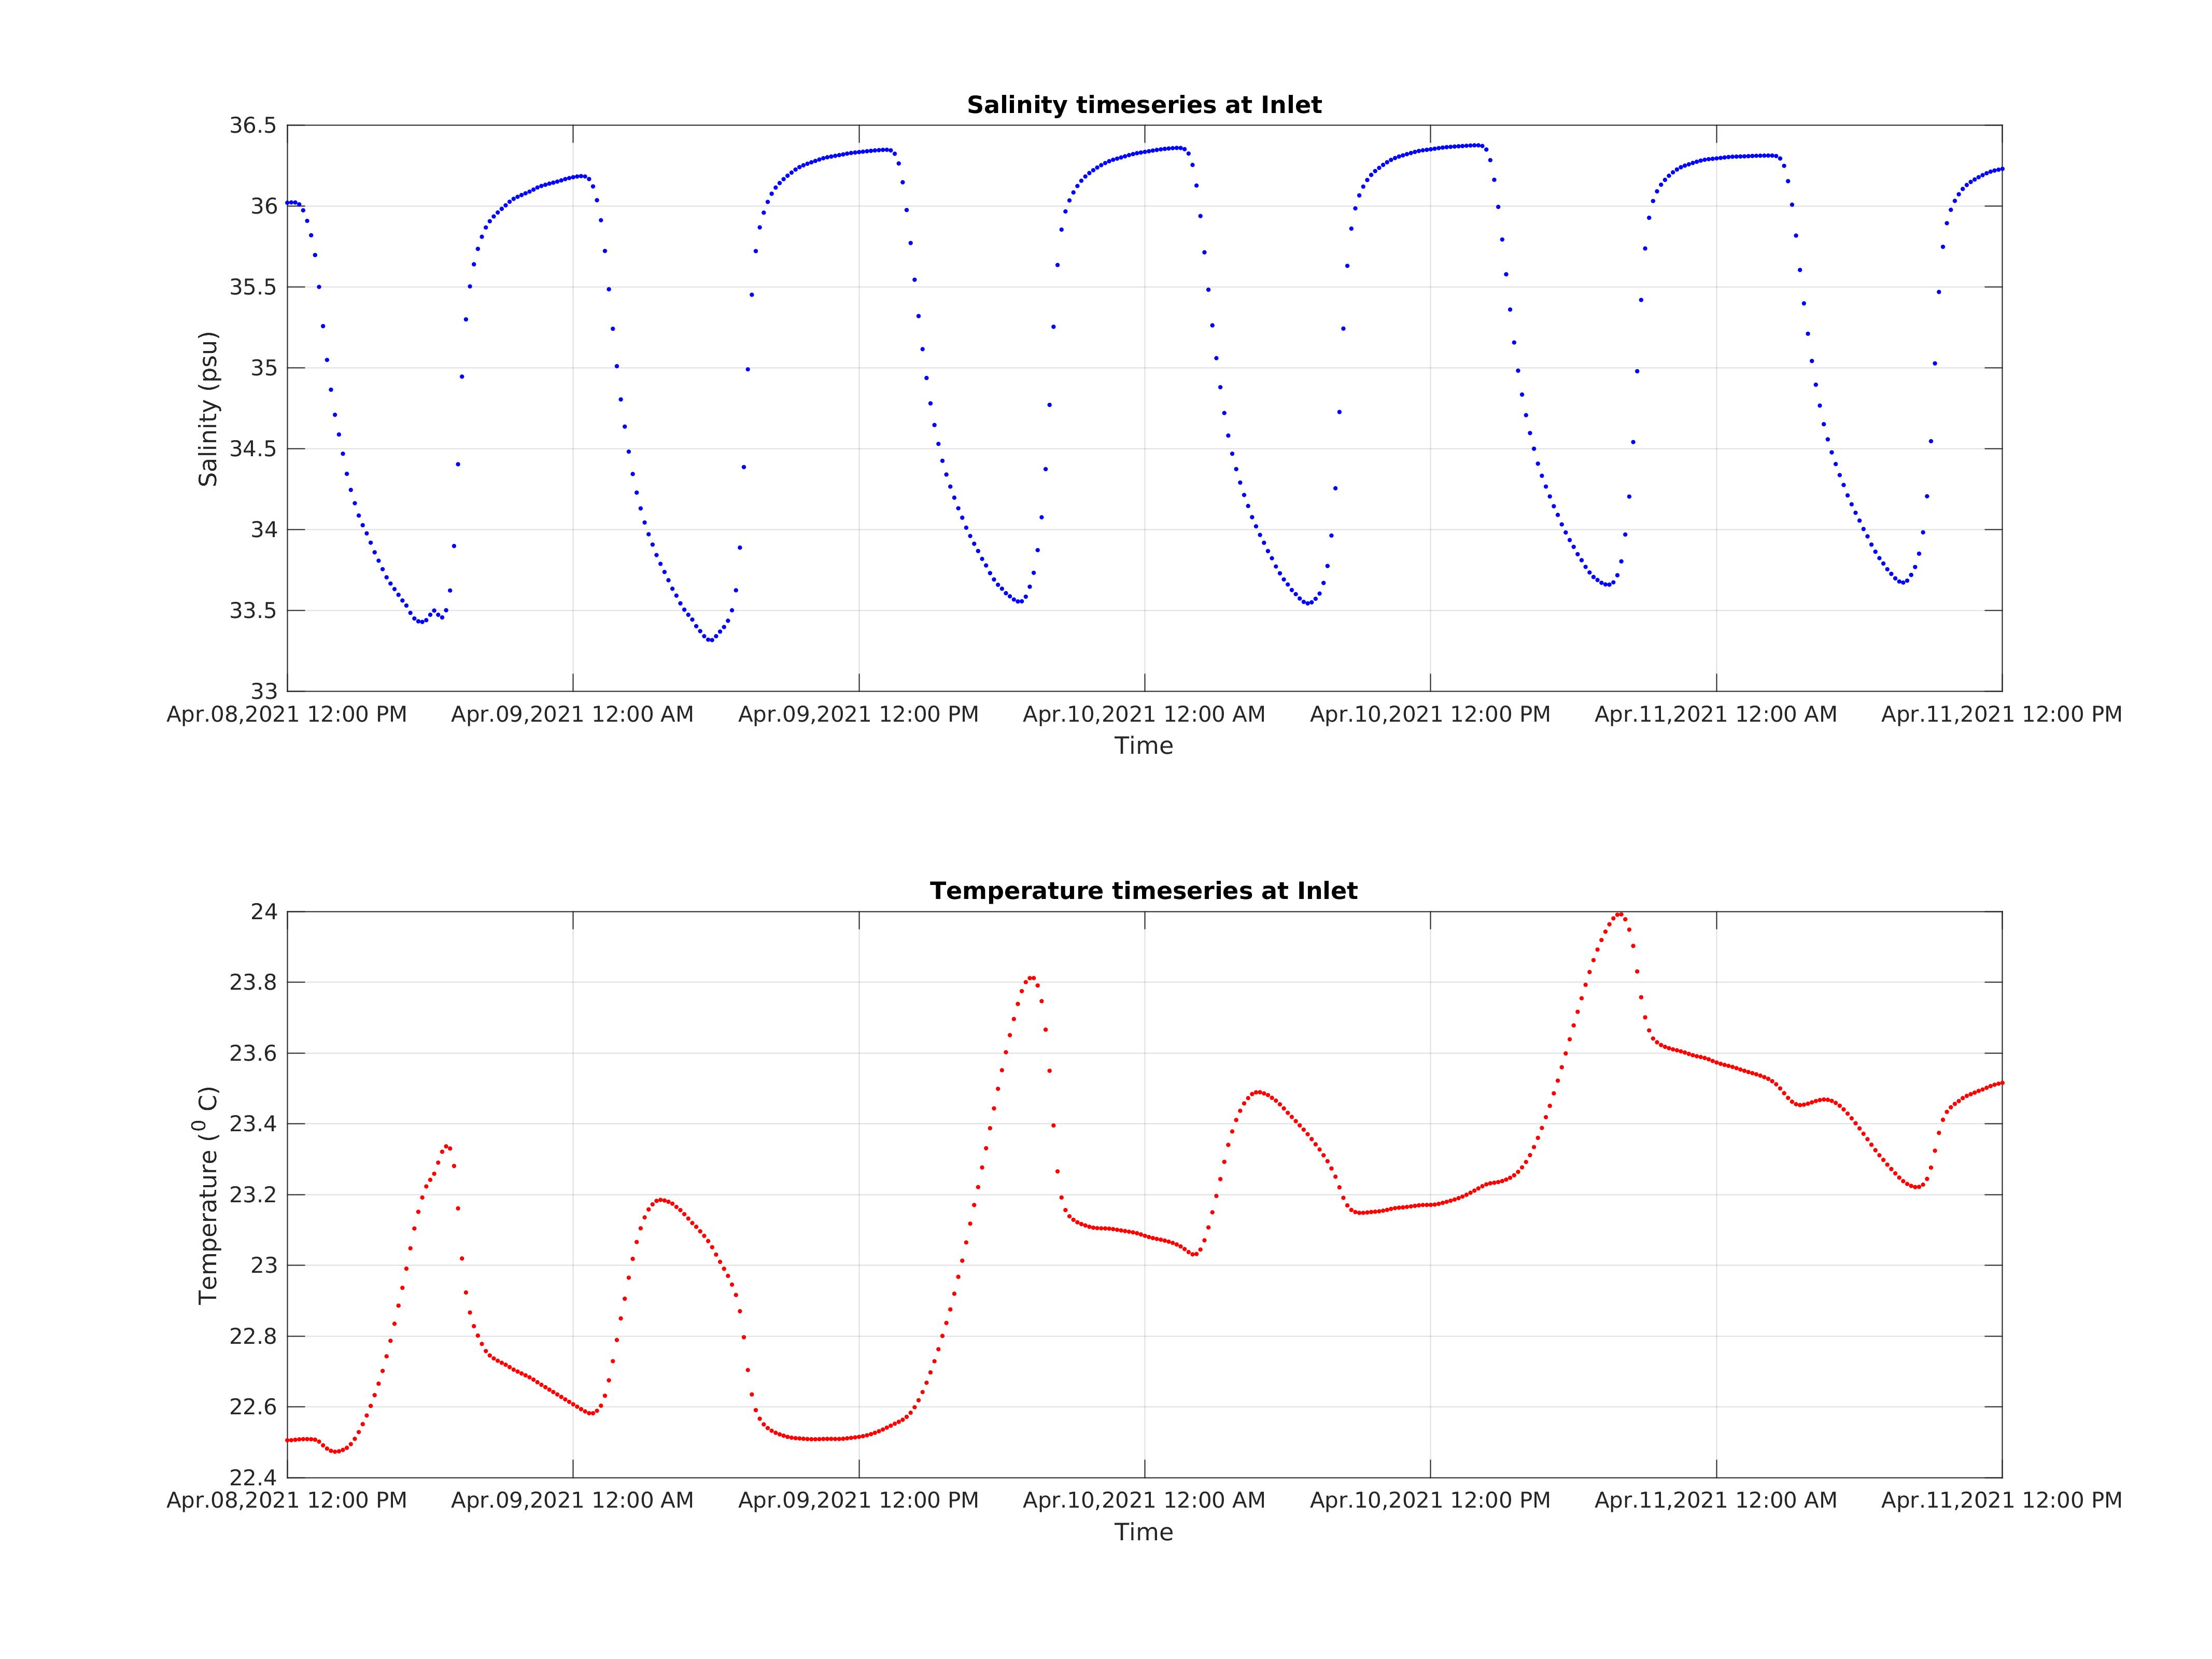 Salinity timeseries at Inlet
36.5
36
35.5
35
34.5
34
33.5
33
Salinity (psu)
Apr.08,2021 12:00 PM Apr.09,2021 12:00 AM Apr.09,2021 12:00 PM Apr.10,2021 12:00 AM Apr.10,2021 12:00 PM Apr.11,2021 12:00 AM Apr.11,2021 12:00 PM
Time
Temperature timeseries at Inlet
24
23.8
23.6
23.4
23.2
23
22.8
22.6
22.4
Temperature (⁰ C)
Apr.08,2021 12:00 PM Apr.09,2021 12:00 AM Apr.09,2021 12:00 PM Apr.10,2021 12:00 AM Apr.10,2021 12:00 PM Apr.11,2021 12:00 AM Apr.11,2021 12:00 PM
Time